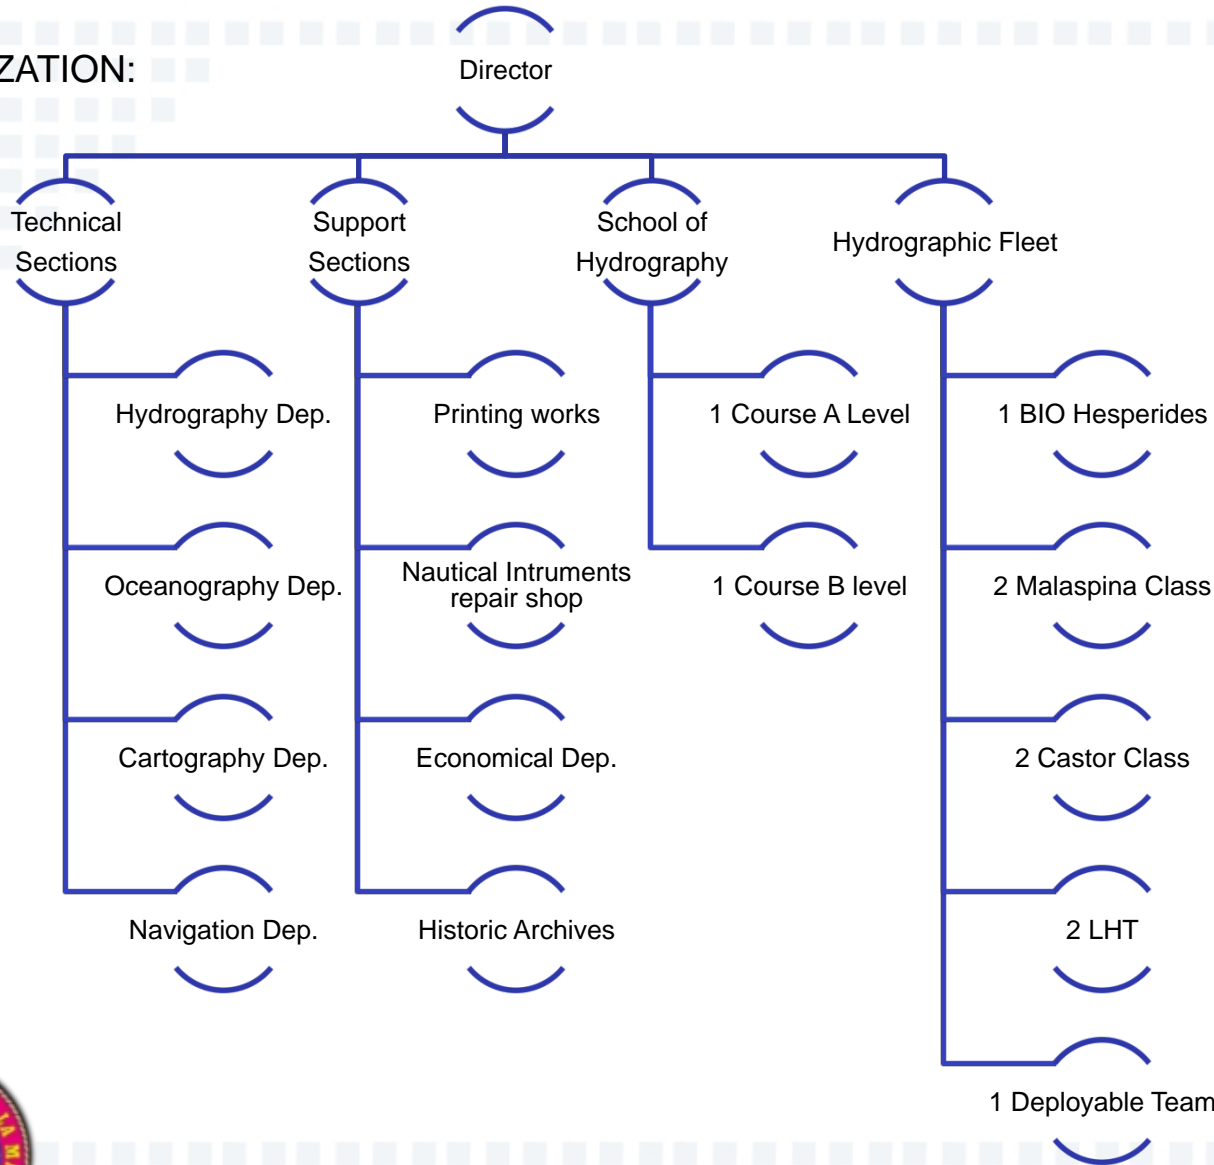 ZATION:
Director
Technical
Sections
Support
Sections
School of
Hydrography
Hydrographic Fleet
Hydrography Dep.
Printing works
1 Course A Level
1 BIO Hesperides
Oceanography Dep.
Nautical Intruments
repair shop
1 Course B level
2 Malaspina Class
Cartography Dep.
Economical Dep.
2 Castor Class
Navigation Dep.
Historic Archives
2 LHT
1 Deployable Team
LA MA